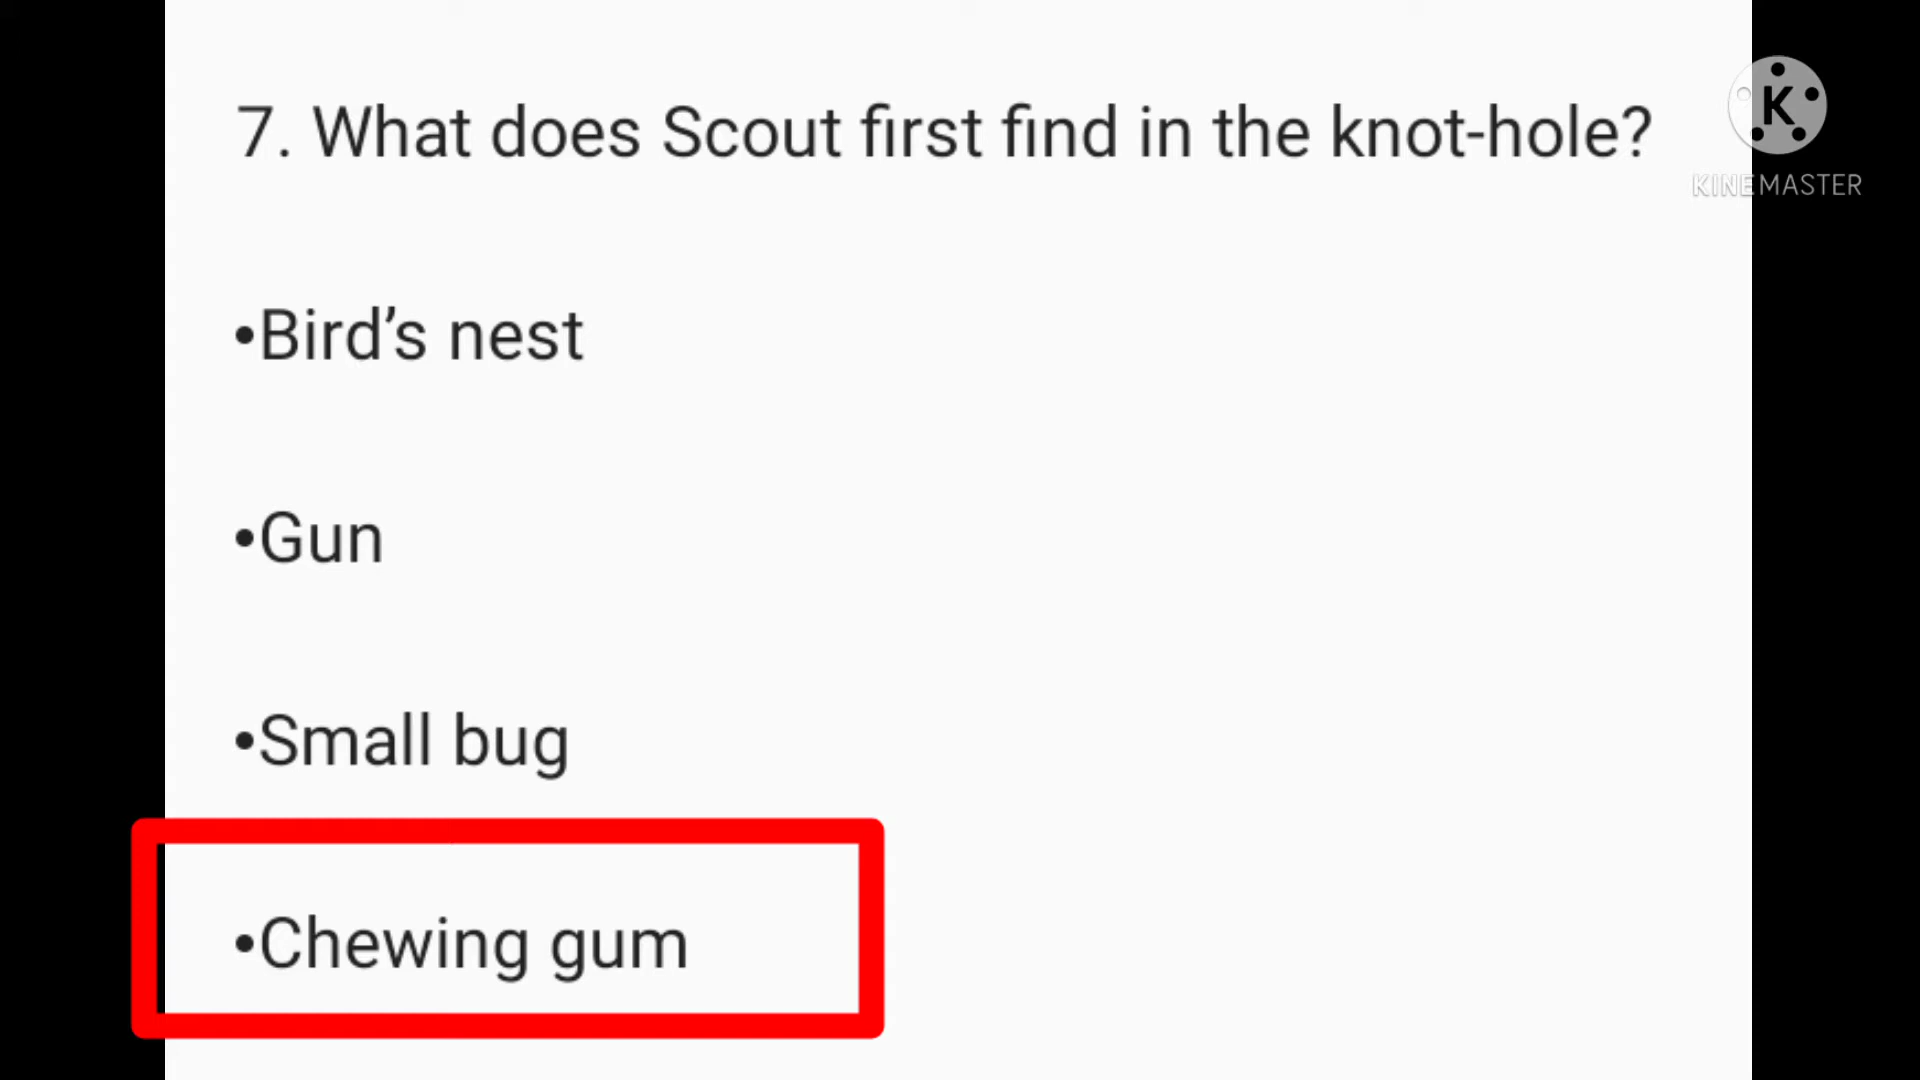 7. What does Scout first find in the knot-hole?
K
KINEMASTER
•Bird’s nest
•Gun
•Small bug
•Chewing gum